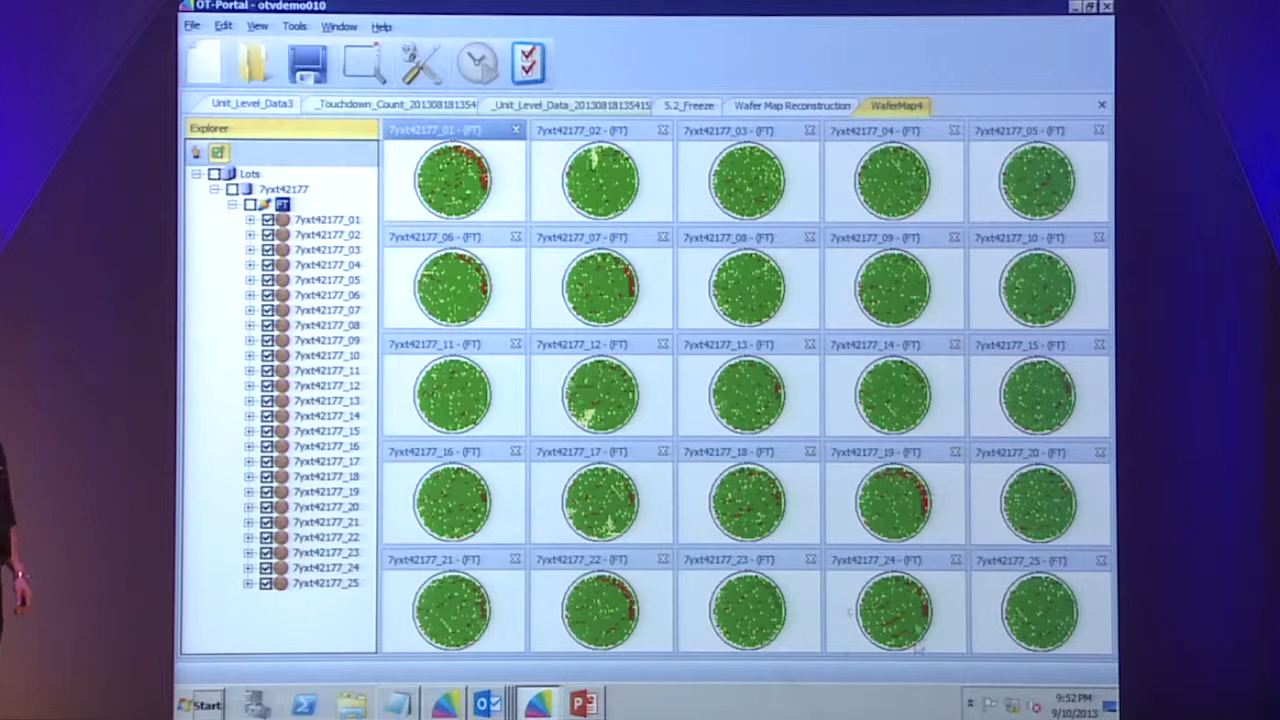 OT-Portal - otvdemo010
File Edit View Tools Window Help
Unit_Level_Data3 _Touchdown_Count_201308181354 _Unit_Level_Data_20130818135415 5.2_Freeze Wafer Map Reconstruction WaferMap4
Explorer
Lots
7yxt42177
FT
7yxt42177_01
7yxt42177_02
7yxt42177_03
7yxt42177_04
7yxt42177_05
7yxt42177_06
7yxt42177_07
7yxt42177_08
7yxt42177_09
7yxt42177_10
7yxt42177_11
7yxt42177_12
7yxt42177_13
7yxt42177_14
7yxt42177_15
7yxt42177_16
7yxt42177_17
7yxt42177_18
7yxt42177_19
7yxt42177_20
7yxt42177_21
7yxt42177_22
7yxt42177_23
7yxt42177_24
7yxt42177_25
7yxt42177_01 - (FT) 7yxt42177_02 - (FT) 7yxt42177_03 - (FT) 7yxt42177_04 - (FT) 7yxt42177_05 - (FT)
7yxt42177_06 - (FT) 7yxt42177_07 - (FT) 7yxt42177_08 - (FT) 7yxt42177_09 - (FT) 7yxt42177_10 - (FT)
7yxt42177_11 - (FT) 7yxt42177_12 - (FT) 7yxt42177_13 - (FT) 7yxt42177_14 - (FT) 7yxt42177_15 - (FT)
7yxt42177_16 - (FT) 7yxt42177_17 - (FT) 7yxt42177_18 - (FT) 7yxt42177_19 - (FT) 7yxt42177_20 - (FT)
7yxt42177_21 - (FT) 7yxt42177_22 - (FT) 7yxt42177_23 - (FT) 7yxt42177_24 - (FT) 7yxt42177_25 - (FT)
Start
9:52 PM
9/10/2013